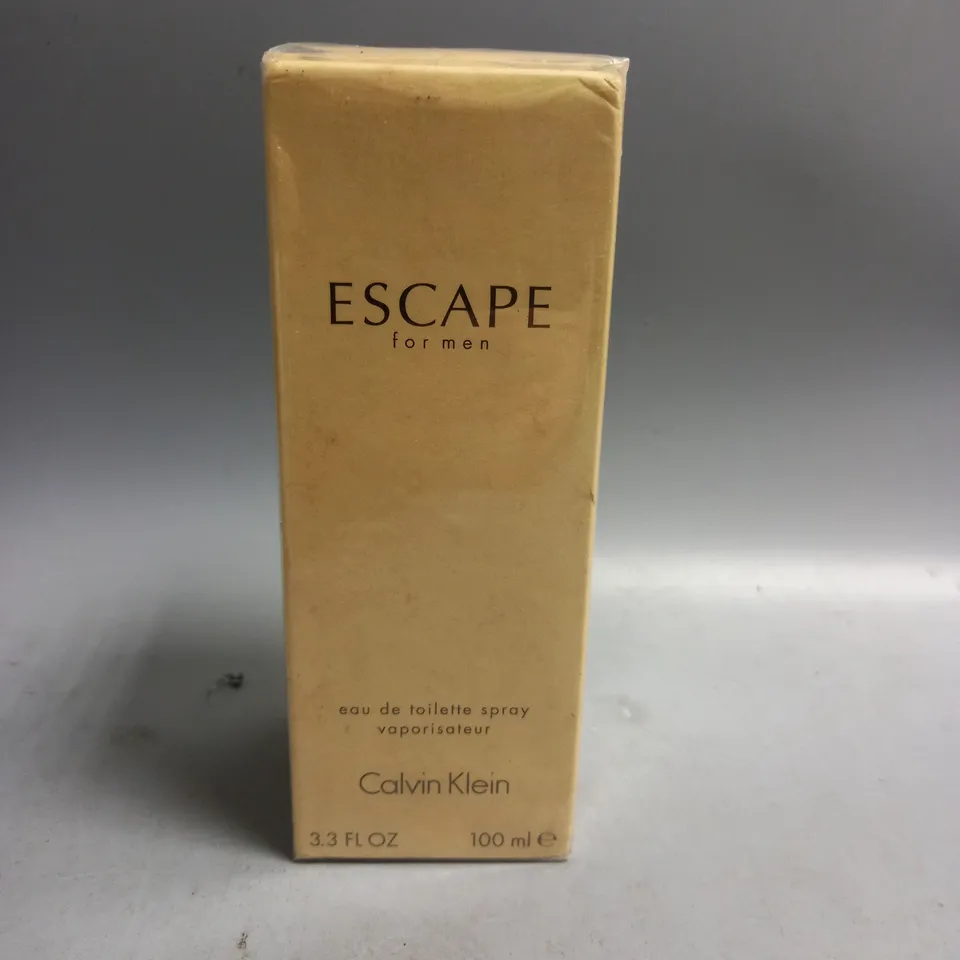 ESCAPE
for men
eau de toilette spray
vaporisateur
Calvin Klein
3.3 FL OZ 100 ml ℮